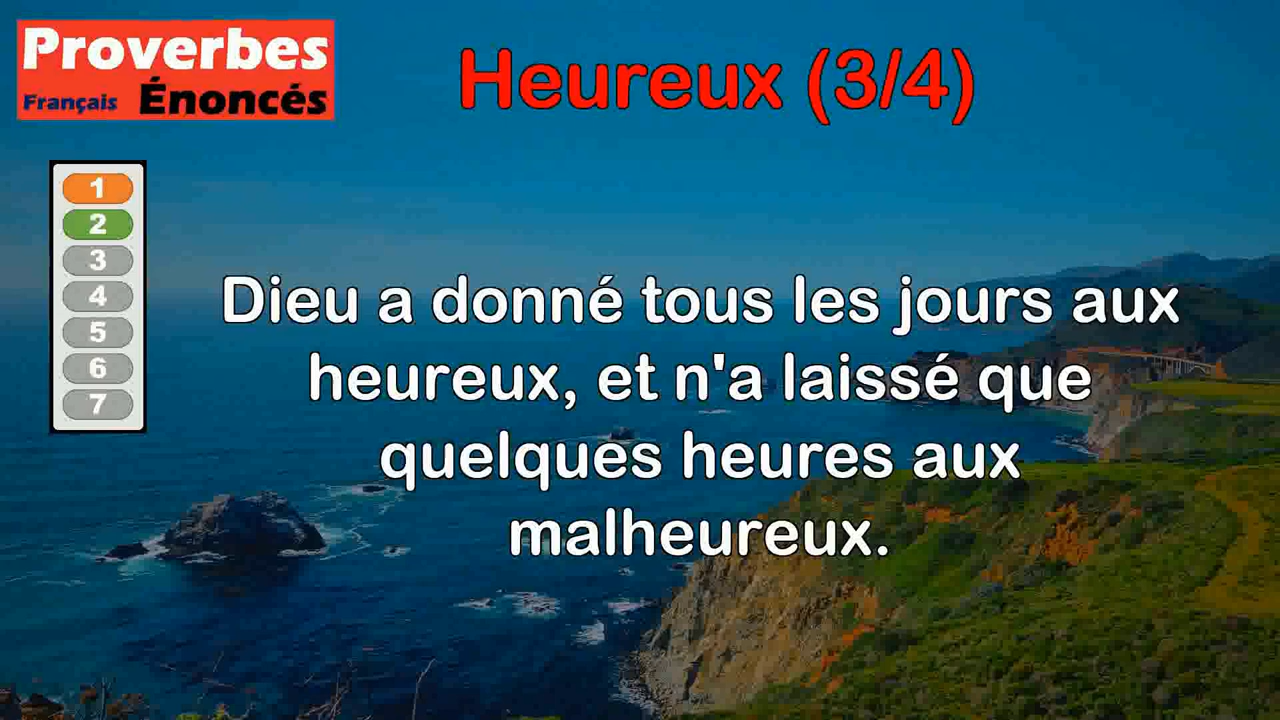 Proverbes
Français Énoncés
Heureux (3/4)
1
2
3
4
5
6
7
Dieu a donné tous les jours aux
heureux, et n'a laissé que
quelques heures aux
malheureux.